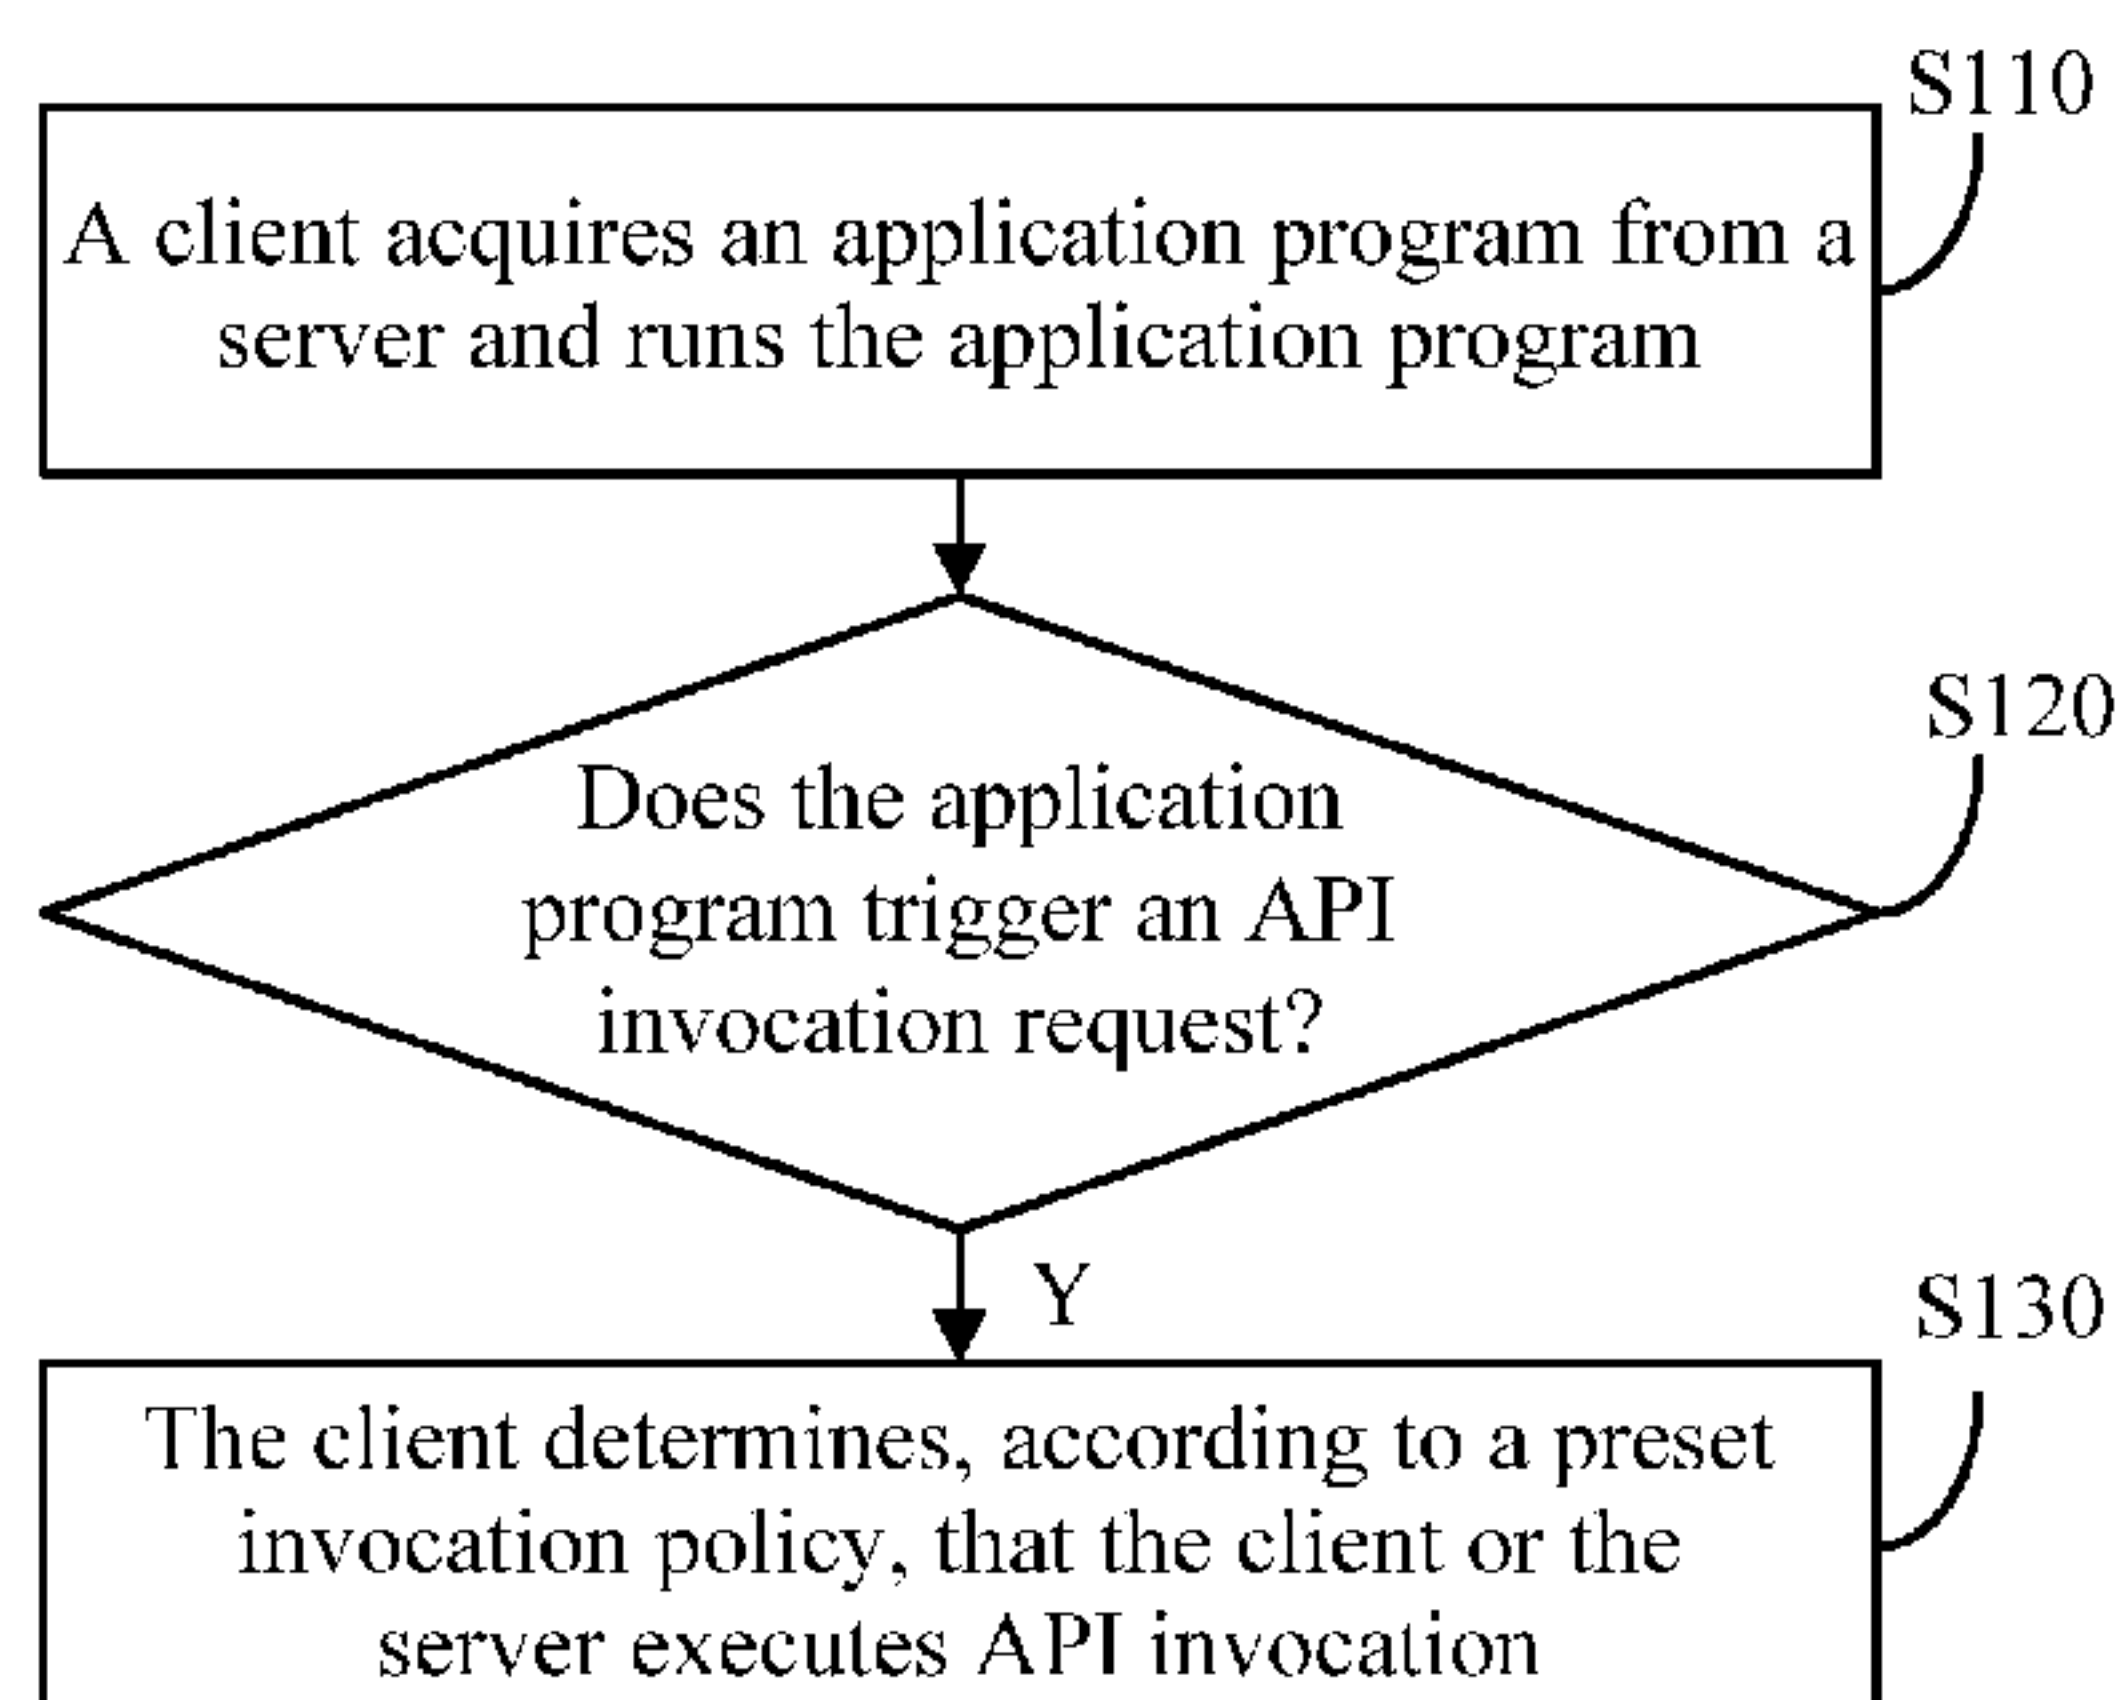 S110
A client acquires an application program from a
server and runs the application program
S120
Does the application
program trigger an API
invocation request?
Y
S130
The client determines, according to a preset
invocation policy, that the client or the
server executes API invocation